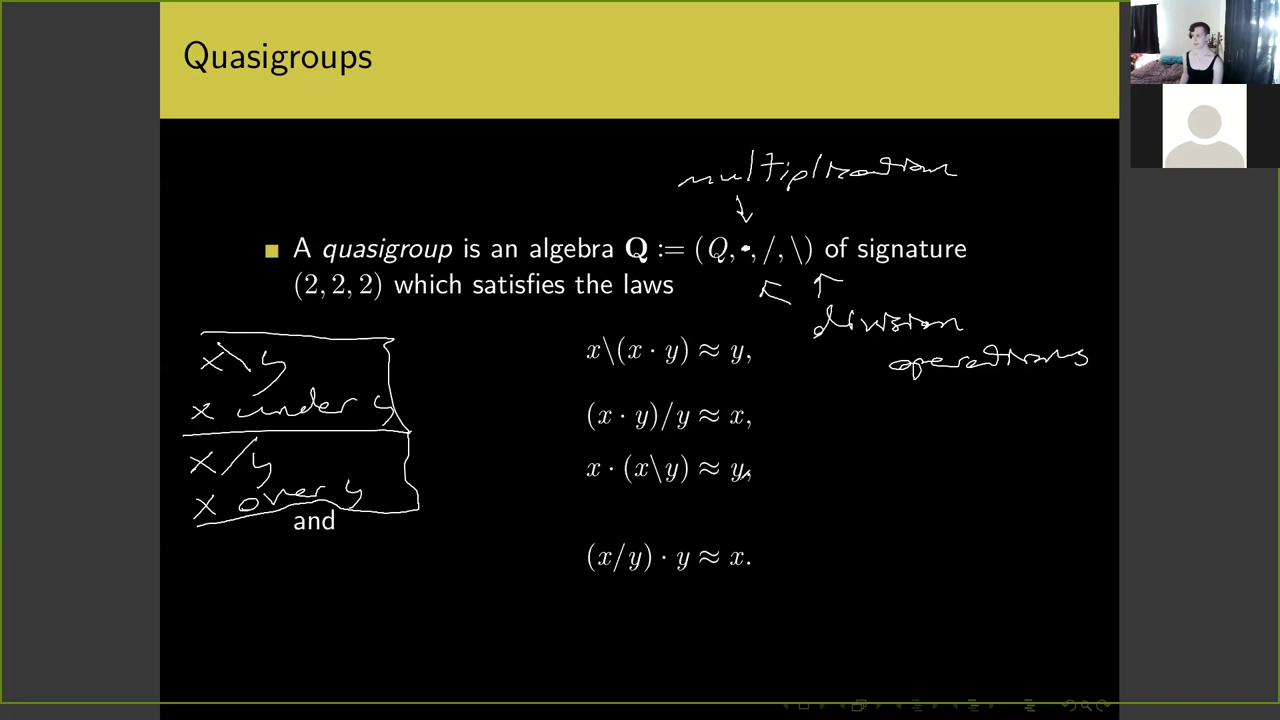 Quasigroups
multiplication
A quasigroup is an algebra Q := (Q, ·, /, \) of signature
(2, 2, 2) which satisfies the laws
division
operations
x\(x · y) ≈ y,
(x · y)/y ≈ x,
x · (x\y) ≈ y,
x\y
x under y
x/y
x over y
and
(x/y) · y ≈ x.